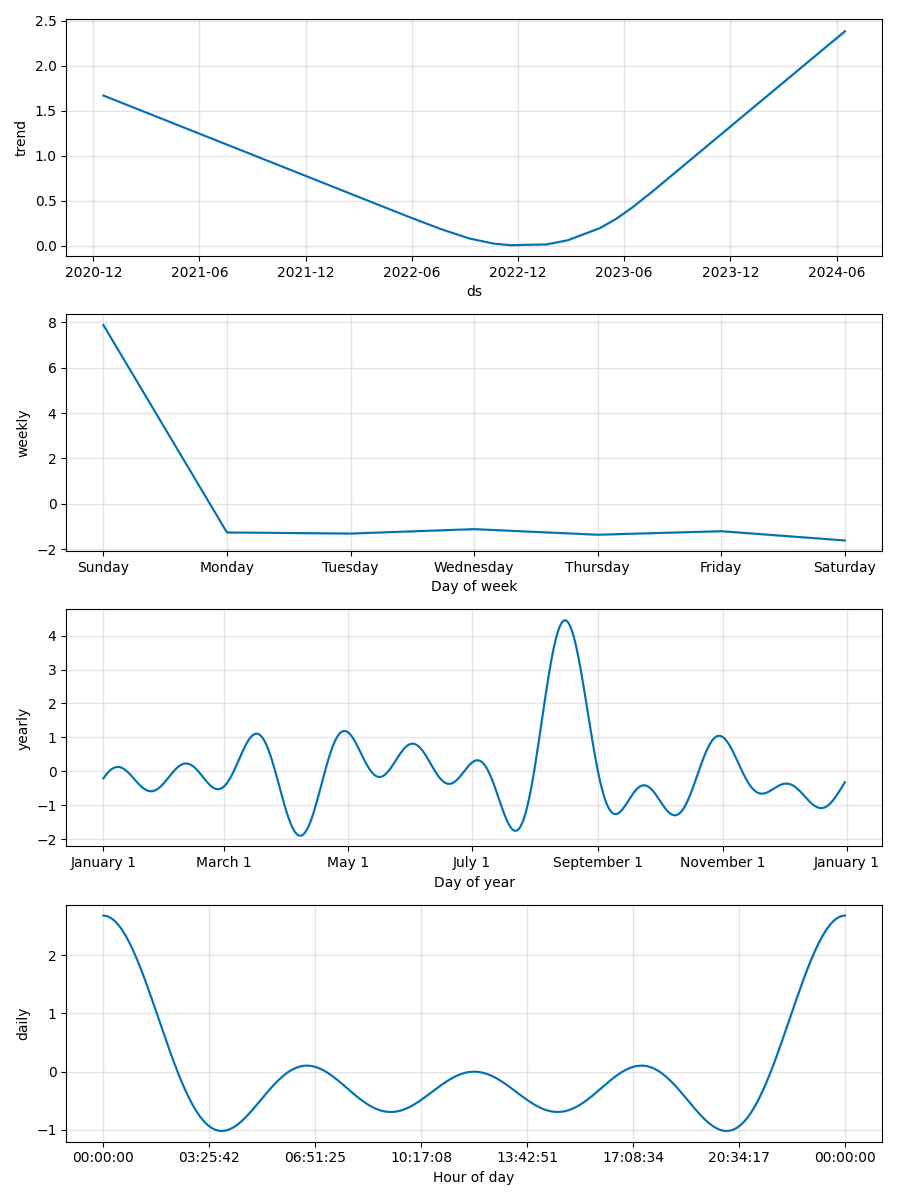 2.5
2.0
1.5
1.0
0.5
0.0
trend
2020-12 2021-06 2021-12 2022-06 2022-12 2023-06 2023-12 2024-06
ds
8
6
4
2
0
−2
weekly
Sunday Monday Tuesday Wednesday Thursday Friday Saturday
Day of week
4
3
2
1
0
−1
−2
yearly
January 1 March 1 May 1 July 1 September 1 November 1 January 1
Day of year
2
1
0
−1
daily
00:00:00 03:25:42 06:51:25 10:17:08 13:42:51 17:08:34 20:34:17 00:00:00
Hour of day